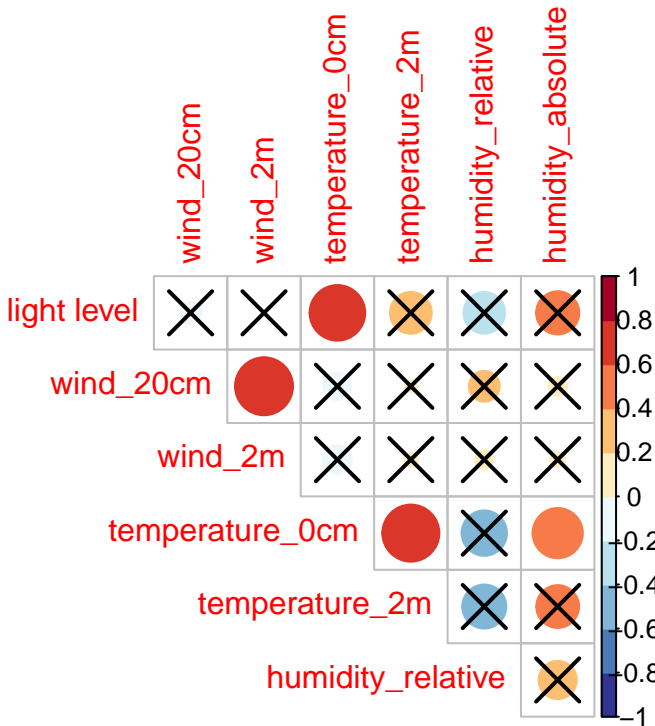 wind_20cm
wind_2m
temperature_0cm
temperature_2m
humidity_relative
humidity_absolute
light level
wind_20cm
wind_2m
temperature_0cm
temperature_2m
humidity_relative
1
0.8
0.6
0.4
0.2
0
−0.2
−0.4
−0.6
−0.8
−1